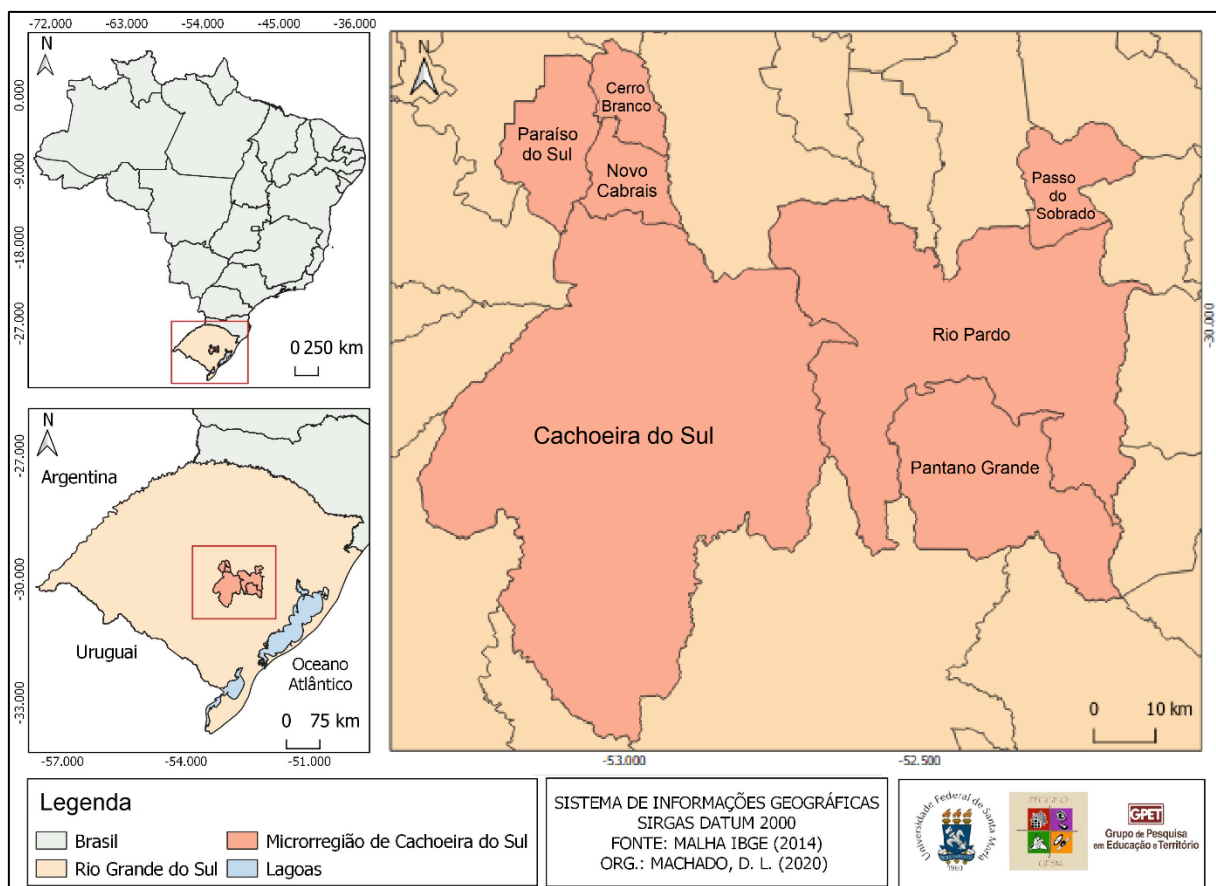 -72.000 -63.000 -54.000 -45.000 -36.000
N
0.000
-9.000
-18.000
-27.000
0 250 km
N
-27.000
-30.000
-33.000
Argentina
Uruguai
Oceano
Atlântico
0 75 km
-57.000 -54.000 -51.000
N
Cerro
Branco
Paraíso
do Sul
Novo
Cabrais
Passo
do
Sobrado
Rio Pardo
Cachoeira do Sul
Pantano Grande
-30.000
0 10 km
-53.000 -52.500
Legenda
Brasil
Microrregião de Cachoeira do Sul
Rio Grande do Sul
Lagoas
SISTEMA DE INFORMAÇÕES GEOGRÁFICAS
SIRGAS DATUM 2000
FONTE: MALHA IBGE (2014)
ORG.: MACHADO, D. L. (2020)
Universidade Federal de Santa Maria
1960
UFSM
GPET
Grupo de Pesquisa
em Educação e Território